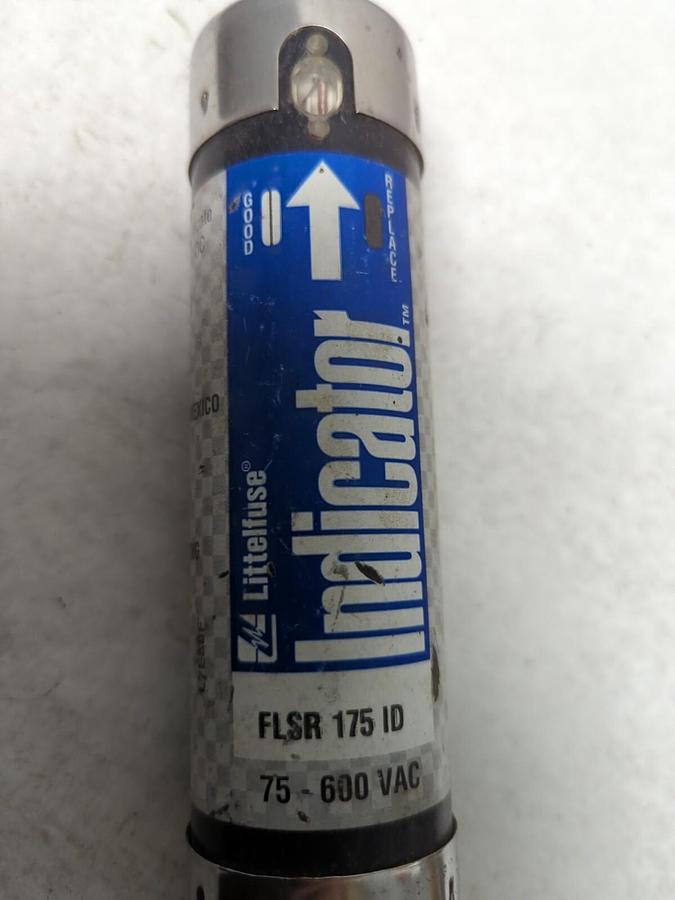 GOOD
REPLACE
Indicator™
Littelfuse®
FLSR 175 ID
75 - 600 VAC